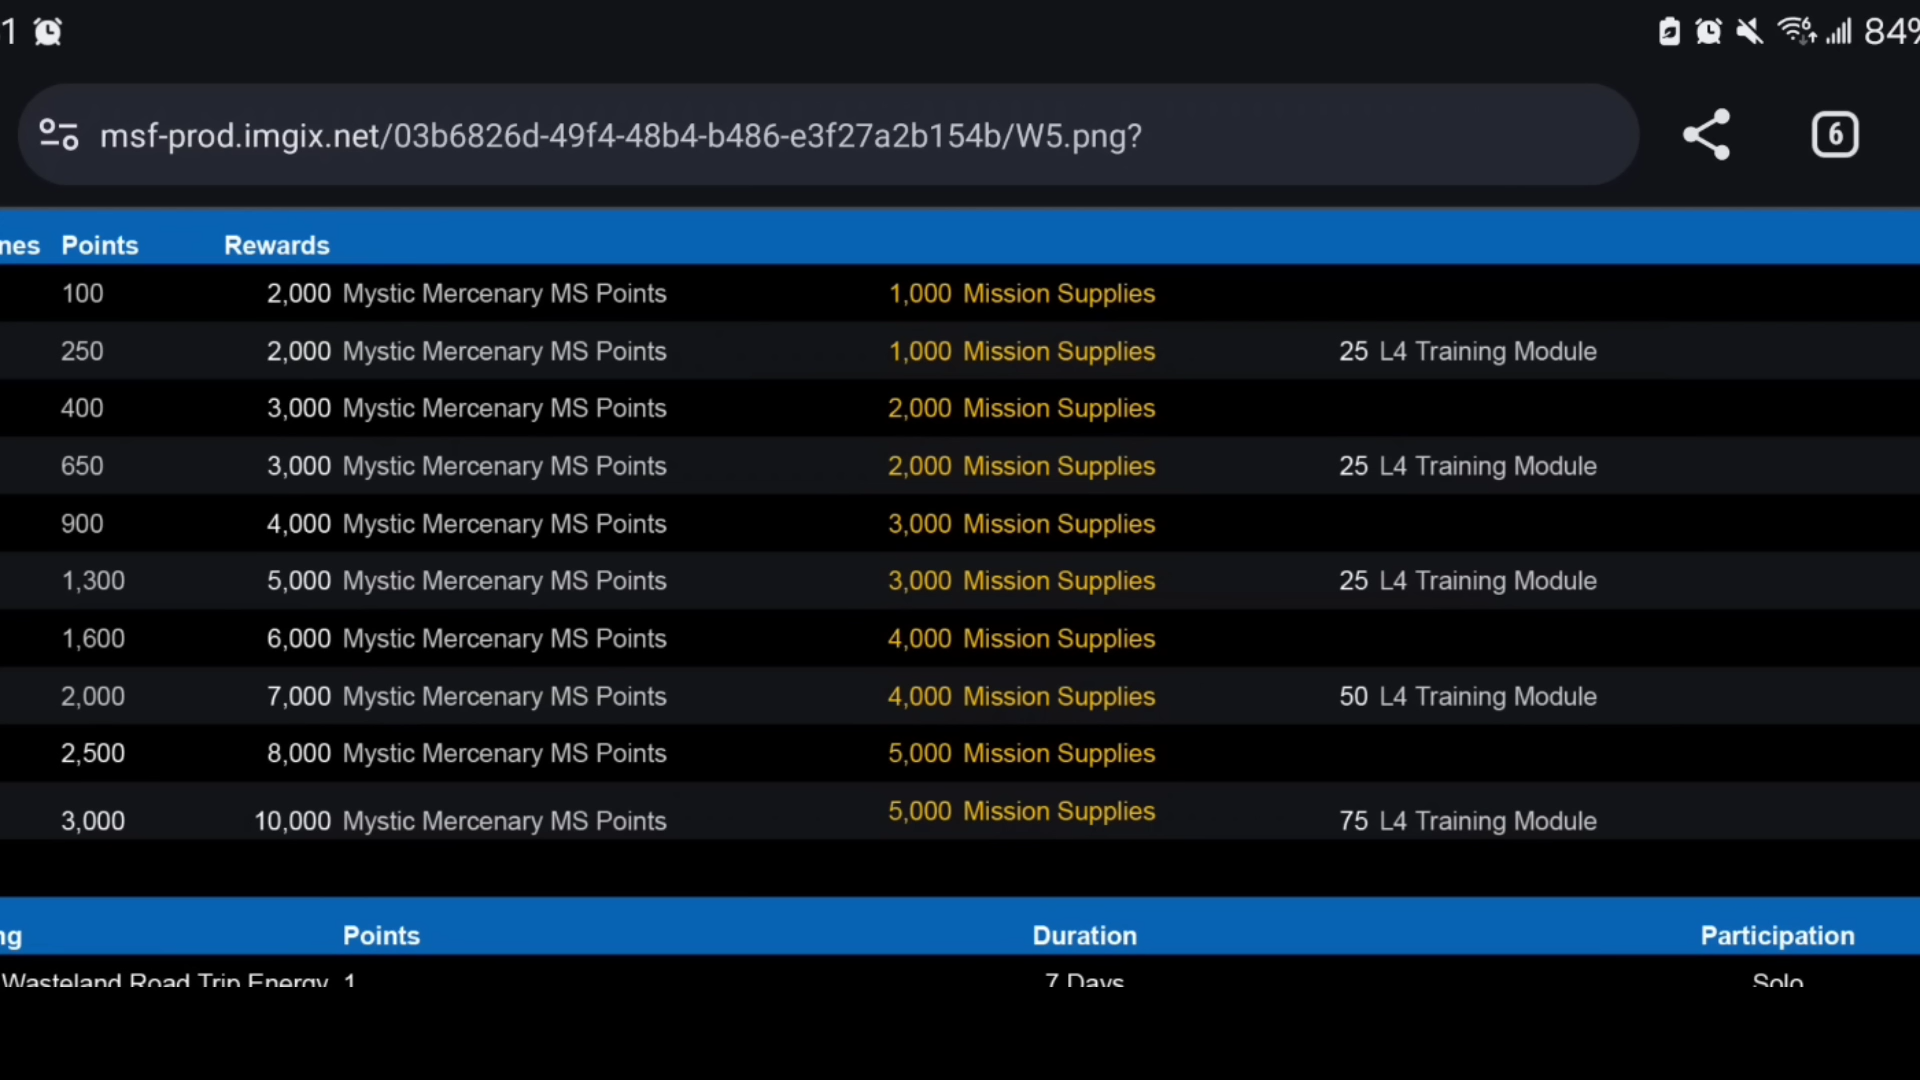 1 84%
msf-prod.imgix.net/03b6826d-49f4-48b4-b486-e3f27a2b154b/W5.png? 6
nes Points Rewards
100 2,000 Mystic Mercenary MS Points 1,000 Mission Supplies
250 2,000 Mystic Mercenary MS Points 1,000 Mission Supplies 25 L4 Training Module
400 3,000 Mystic Mercenary MS Points 2,000 Mission Supplies
650 3,000 Mystic Mercenary MS Points 2,000 Mission Supplies 25 L4 Training Module
900 4,000 Mystic Mercenary MS Points 3,000 Mission Supplies
1,300 5,000 Mystic Mercenary MS Points 3,000 Mission Supplies 25 L4 Training Module
1,600 6,000 Mystic Mercenary MS Points 4,000 Mission Supplies
2,000 7,000 Mystic Mercenary MS Points 4,000 Mission Supplies 50 L4 Training Module
2,500 8,000 Mystic Mercenary MS Points 5,000 Mission Supplies
3,000 10,000 Mystic Mercenary MS Points 5,000 Mission Supplies 75 L4 Training Module
ng Points Duration Participation
Wasteland Road Trip Energy 1 7 Days Solo